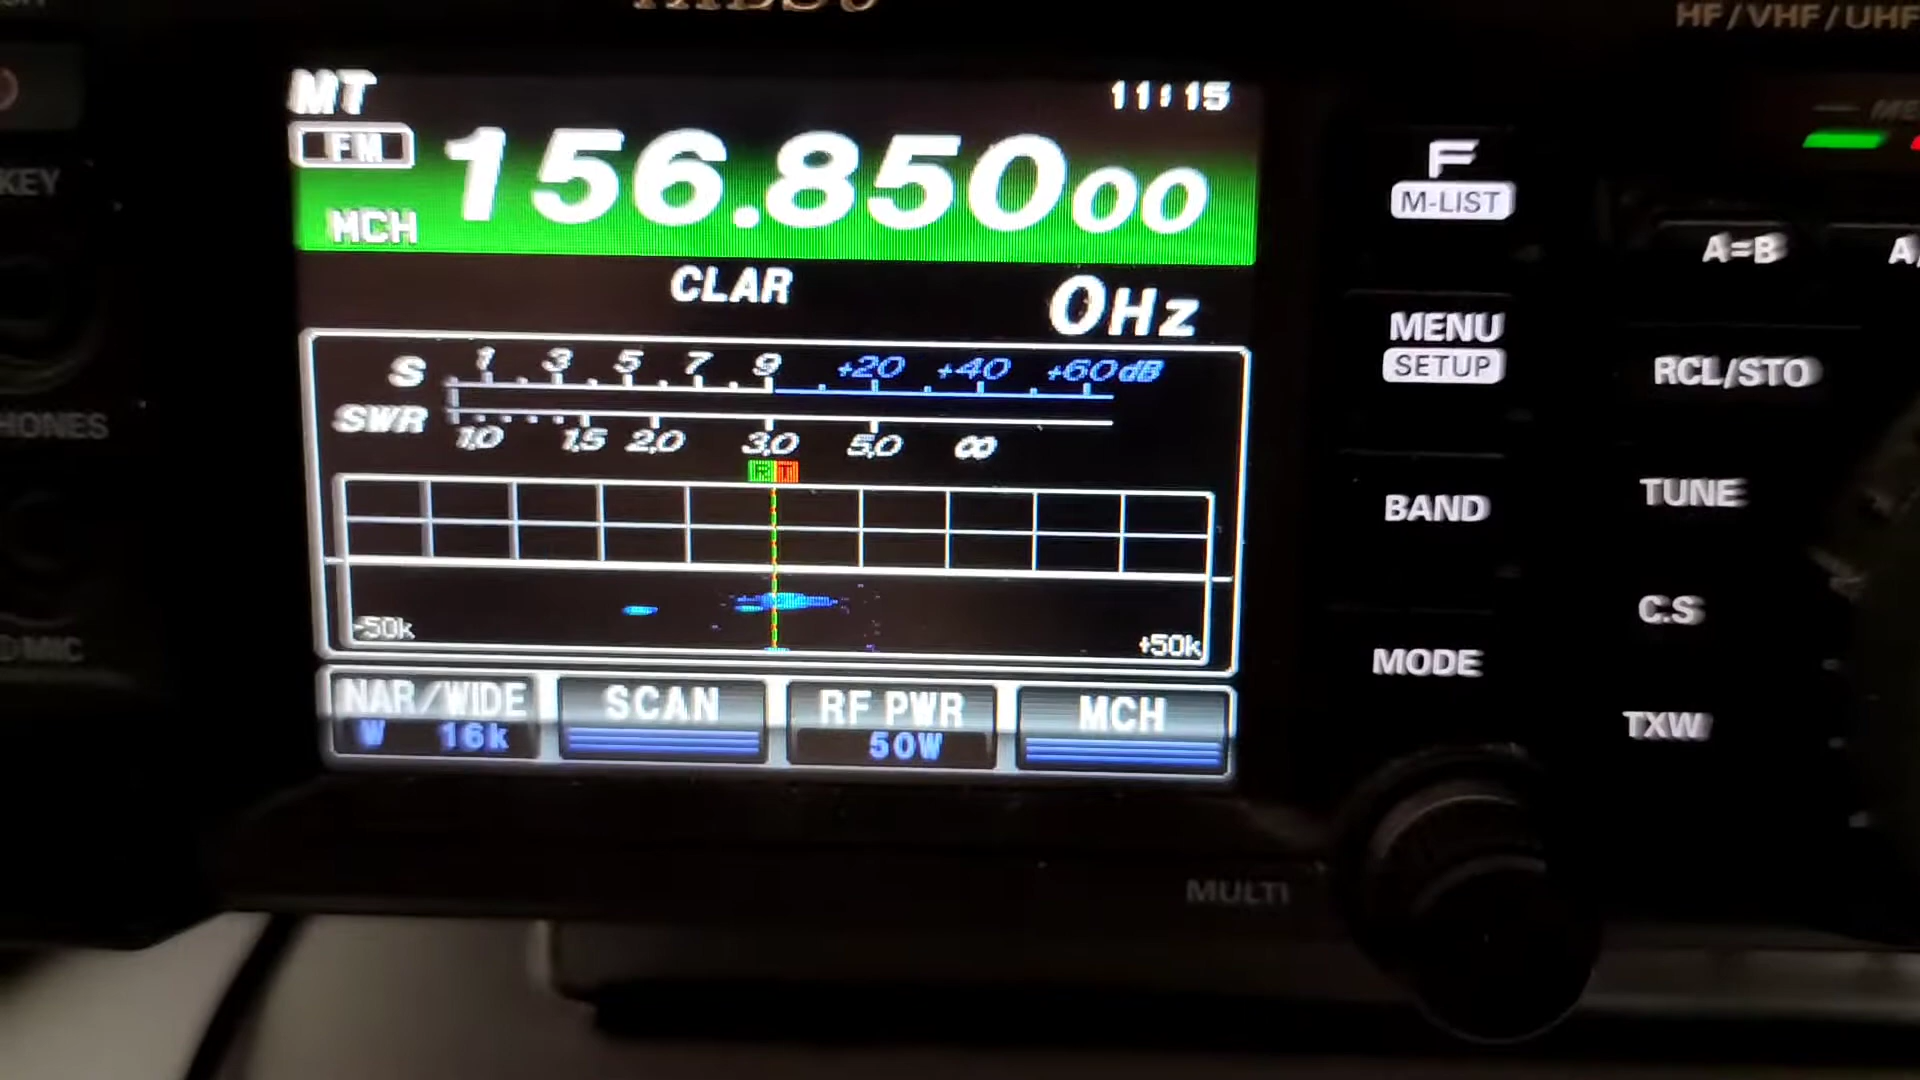 HF/VHF/UHF
MT
11:15
FM
156.85000
MCH
CLAR
0Hz
S 1 3 5 7 9 +20 +40 +60dB
SWR
1.0 1.5 2.0 3.0 5.0 ∞
R T
-50k
+50k
NAR/WIDE
W 16k
SCAN
RF PWR
50W
MCH
KEY
F
M-LIST
A=B
MENU
SETUP
RCL/STO
BAND
TUNE
C.S
MODE
TXW
MULTI